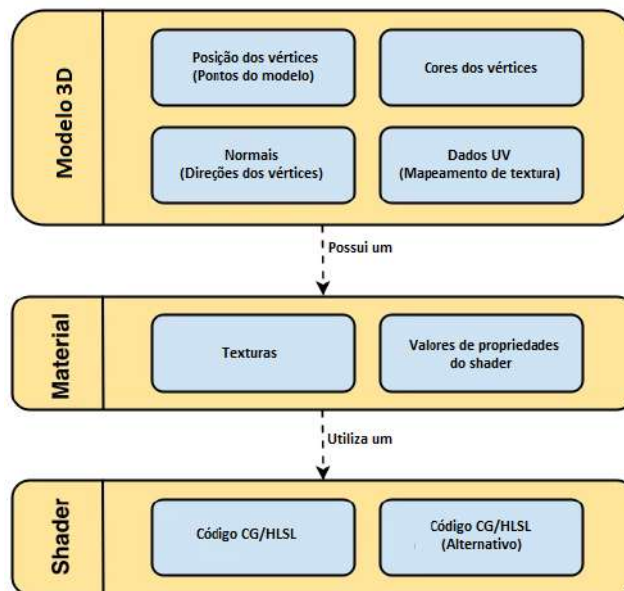 Modelo 3D
Posição dos vértices
(Pontos do modelo)
Cores dos vértices
Normais
(Direções dos vértices)
Dados UV
(Mapeamento de textura)
Possui um
Material
Texturas
Valores de propriedades
do shader
Utiliza um
Shader
Código CG/HLSL
Código CG/HLSL
(Alternativo)